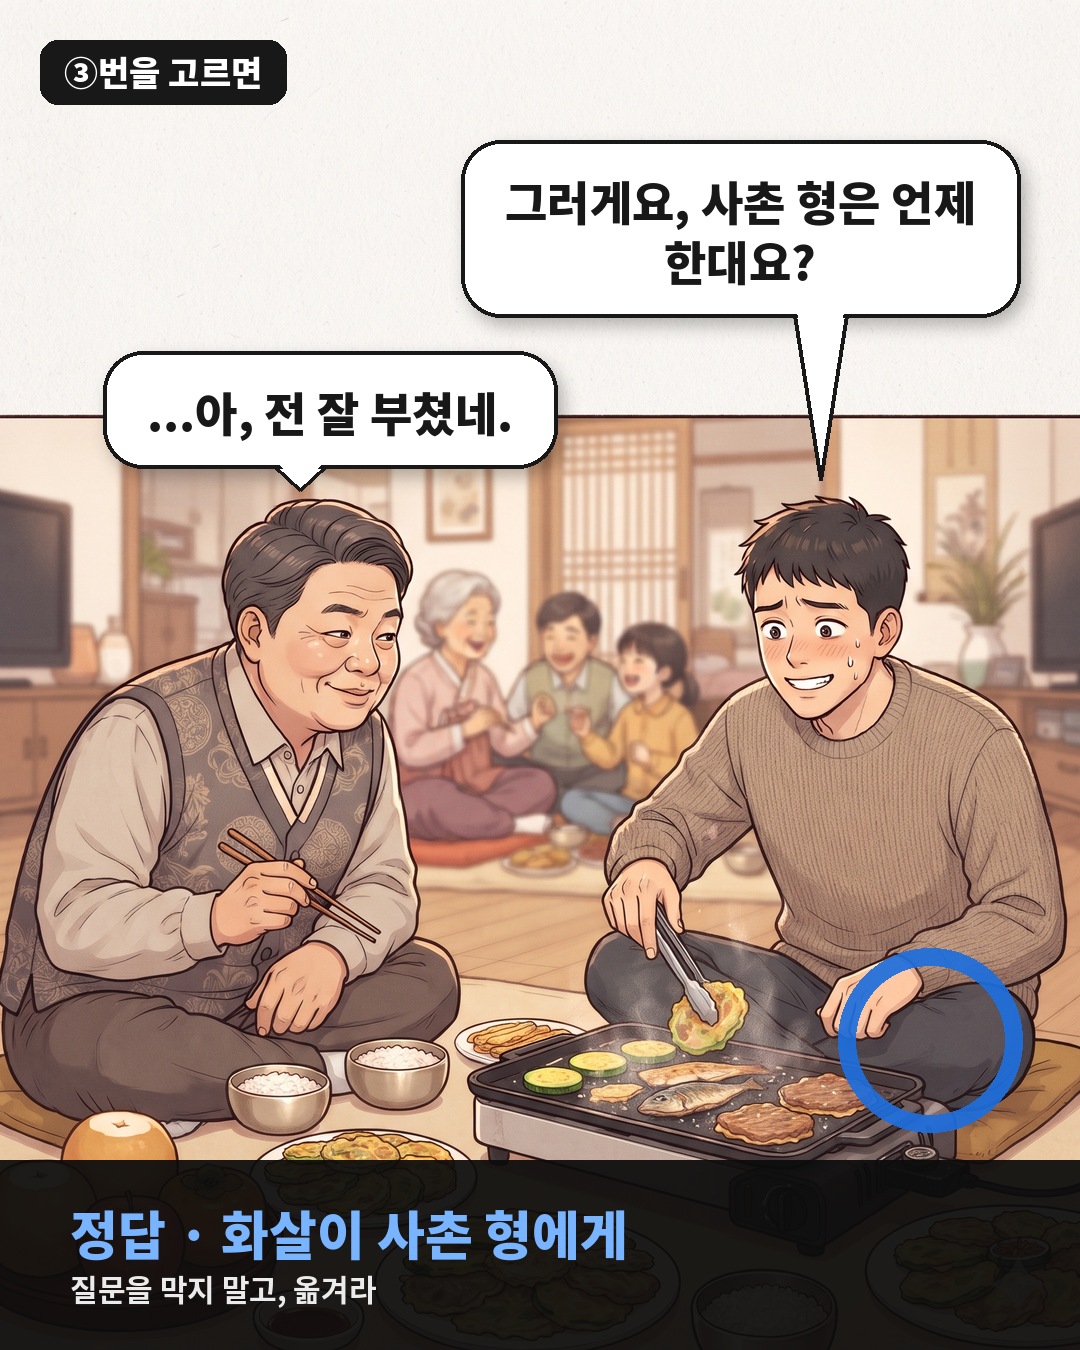 ③번을 고르면
그러게요, 사촌 형은 언제
한대요?
...아, 전 잘 부쳤네.
정답 · 화살이 사촌 형에게
질문을 막지 말고, 옮겨라